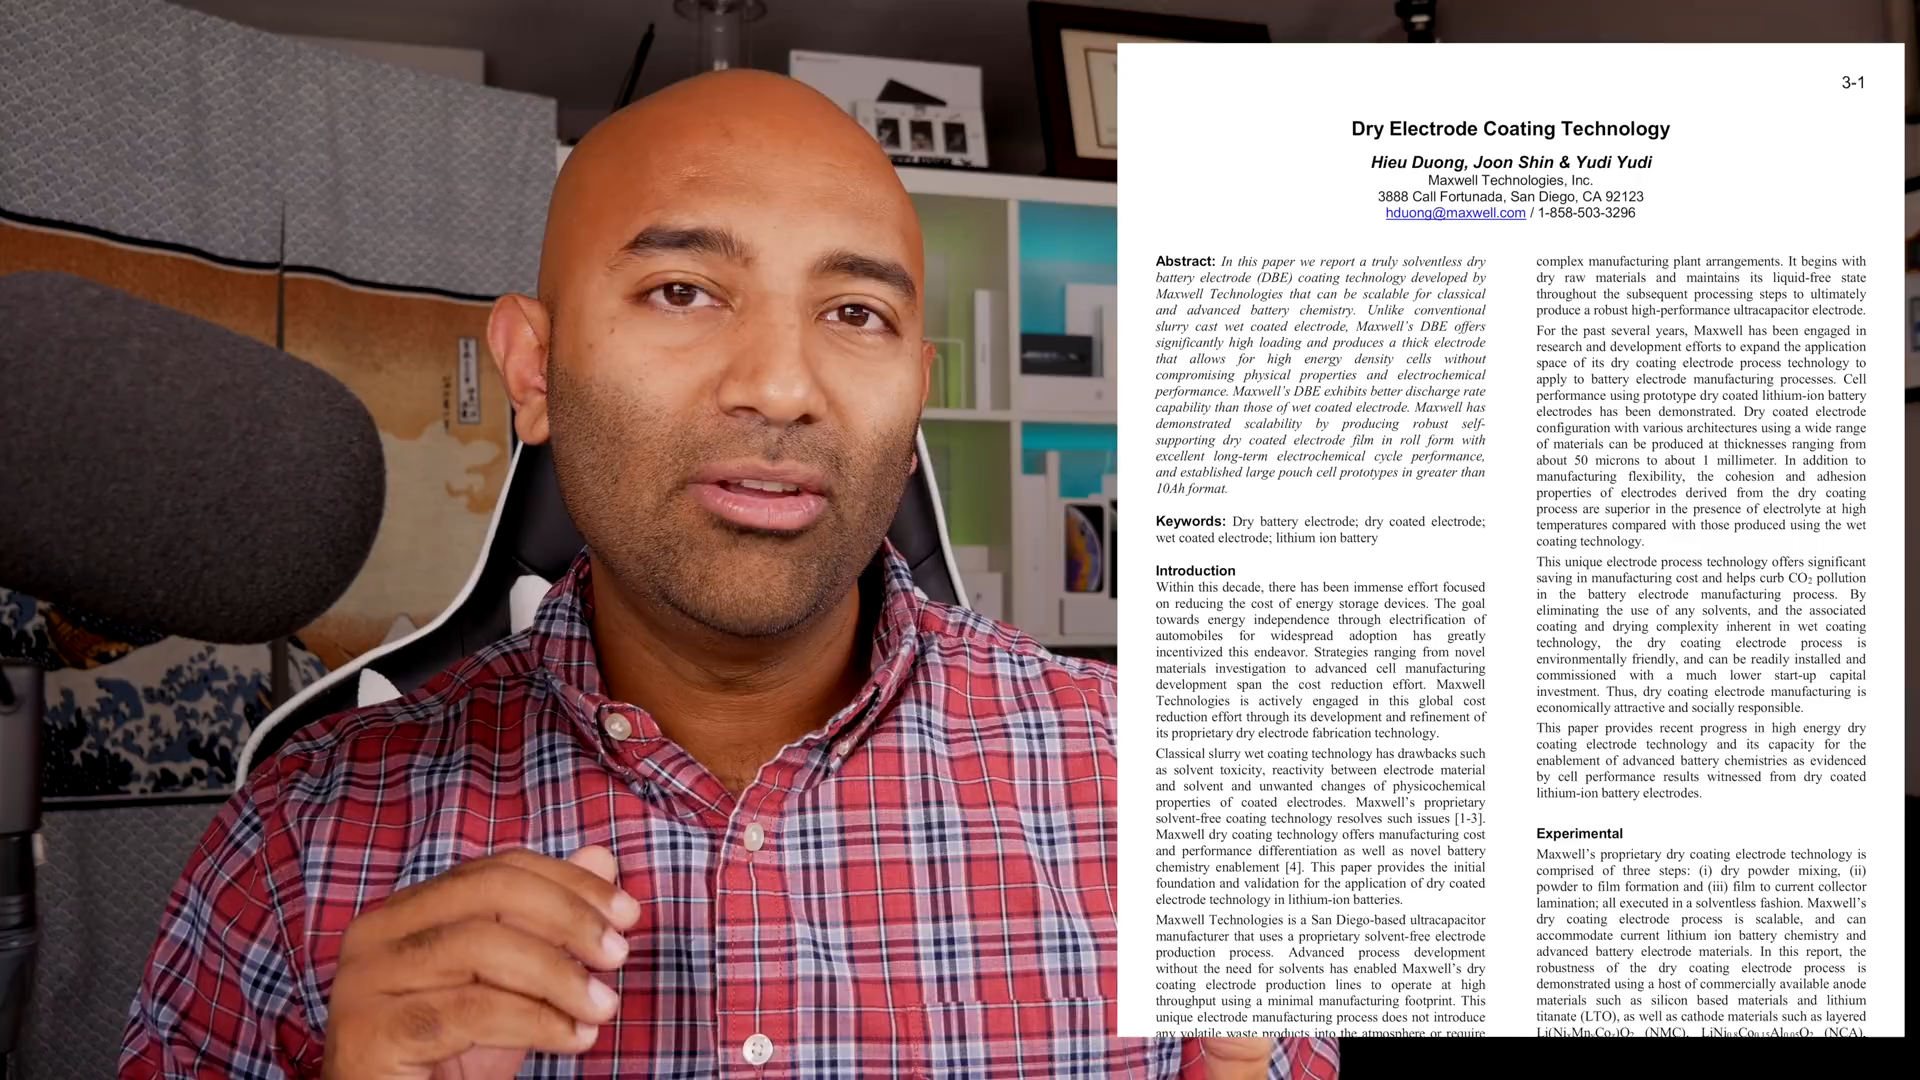 3-1
Dry Electrode Coating Technology
Hieu Duong, Joon Shin & Yudi Yudi
Maxwell Technologies, Inc.
3888 Call Fortunada, San Diego, CA 92123
hduong@maxwell.com / 1-858-503-3296
Abstract: In this paper we report a truly solventless dry
battery electrode (DBE) coating technology developed by
Maxwell Technologies that can be scalable for classical
and advanced battery chemistry. Unlike conventional
slurry cast wet coated electrode, Maxwell's DBE offers
significantly high loading and produces a thick electrode
that allows for high energy density cells without
compromising physical properties and electrochemical
performance. Maxwell's DBE exhibits better discharge rate
capability than those of wet coated electrode. Maxwell has
demonstrated scalability by producing robust self-
supporting dry coated electrode film in roll form with
excellent long-term electrochemical cycle performance,
and established large pouch cell prototypes in greater than
10Ah format.
Keywords: Dry battery electrode; dry coated electrode;
wet coated electrode; lithium ion battery
Introduction
Within this decade, there has been immense effort focused
on reducing the cost of energy storage devices. The goal
towards energy independence through electrification of
automobiles for widespread adoption has greatly
incentivized this endeavor. Strategies ranging from novel
materials investigation to advanced cell manufacturing
development span the cost reduction effort. Maxwell
Technologies is actively engaged in this global cost
reduction effort through its development and refinement of
its proprietary dry electrode fabrication technology.
Classical slurry wet coating technology has drawbacks such
as solvent toxicity, reactivity between electrode material
and solvent and unwanted changes of physicochemical
properties of coated electrodes. Maxwell's proprietary
solvent-free coating technology resolves such issues [1-3].
Maxwell dry coating technology offers manufacturing cost
and performance differentiation as well as novel battery
chemistry enablement [4]. This paper provides the initial
foundation and validation for the application of dry coated
electrode technology in lithium-ion batteries.
Maxwell Technologies is a San Diego-based ultracapacitor
manufacturer that uses a proprietary solvent-free electrode
production process. Advanced process development
without the need for solvents has enabled Maxwell's dry
coating electrode production lines to operate at high
throughput using a minimal manufacturing footprint. This
unique electrode manufacturing process does not introduce
any volatile waste products into the atmosphere or require
complex manufacturing plant arrangements. It begins with
dry raw materials and maintains its liquid-free state
throughout the subsequent processing steps to ultimately
produce a robust high-performance ultracapacitor electrode.
For the past several years, Maxwell has been engaged in
research and development efforts to expand the application
space of its dry coating electrode process technology to
apply to battery electrode manufacturing processes. Cell
performance using prototype dry coated lithium-ion battery
electrodes has been demonstrated. Dry coated electrode
configuration with various architectures using a wide range
of materials can be produced at thicknesses ranging from
about 50 microns to about 1 millimeter. In addition to
manufacturing flexibility, the cohesion and adhesion
properties of electrodes derived from the dry coating
process are superior in the presence of electrolyte at high
temperatures compared with those produced using the wet
coating technology.
This unique electrode process technology offers significant
saving in manufacturing cost and helps curb CO₂ pollution
in the battery electrode manufacturing process. By
eliminating the use of any solvents, and the associated
coating and drying complexity inherent in wet coating
technology, the dry coating electrode process is
environmentally friendly, and can be readily installed and
commissioned with a much lower start-up capital
investment. Thus, dry coating electrode manufacturing is
economically attractive and socially responsible.
This paper provides recent progress in high energy dry
coating electrode technology and its capacity for the
enablement of advanced battery chemistries as evidenced
by cell performance results witnessed from dry coated
lithium-ion battery electrodes.
Experimental
Maxwell's proprietary dry coating electrode technology is
comprised of three steps: (i) dry powder mixing, (ii)
powder to film formation and (iii) film to current collector
lamination; all executed in a solventless fashion. Maxwell's
dry coating electrode process is scalable, and can
accommodate current lithium ion battery chemistry and
advanced battery electrode materials. In this report, the
robustness of the dry coating electrode process is
demonstrated using a host of commercially available anode
materials such as silicon based materials and lithium
titanate (LTO), as well as cathode materials such as layered
(NMC), (NCA),